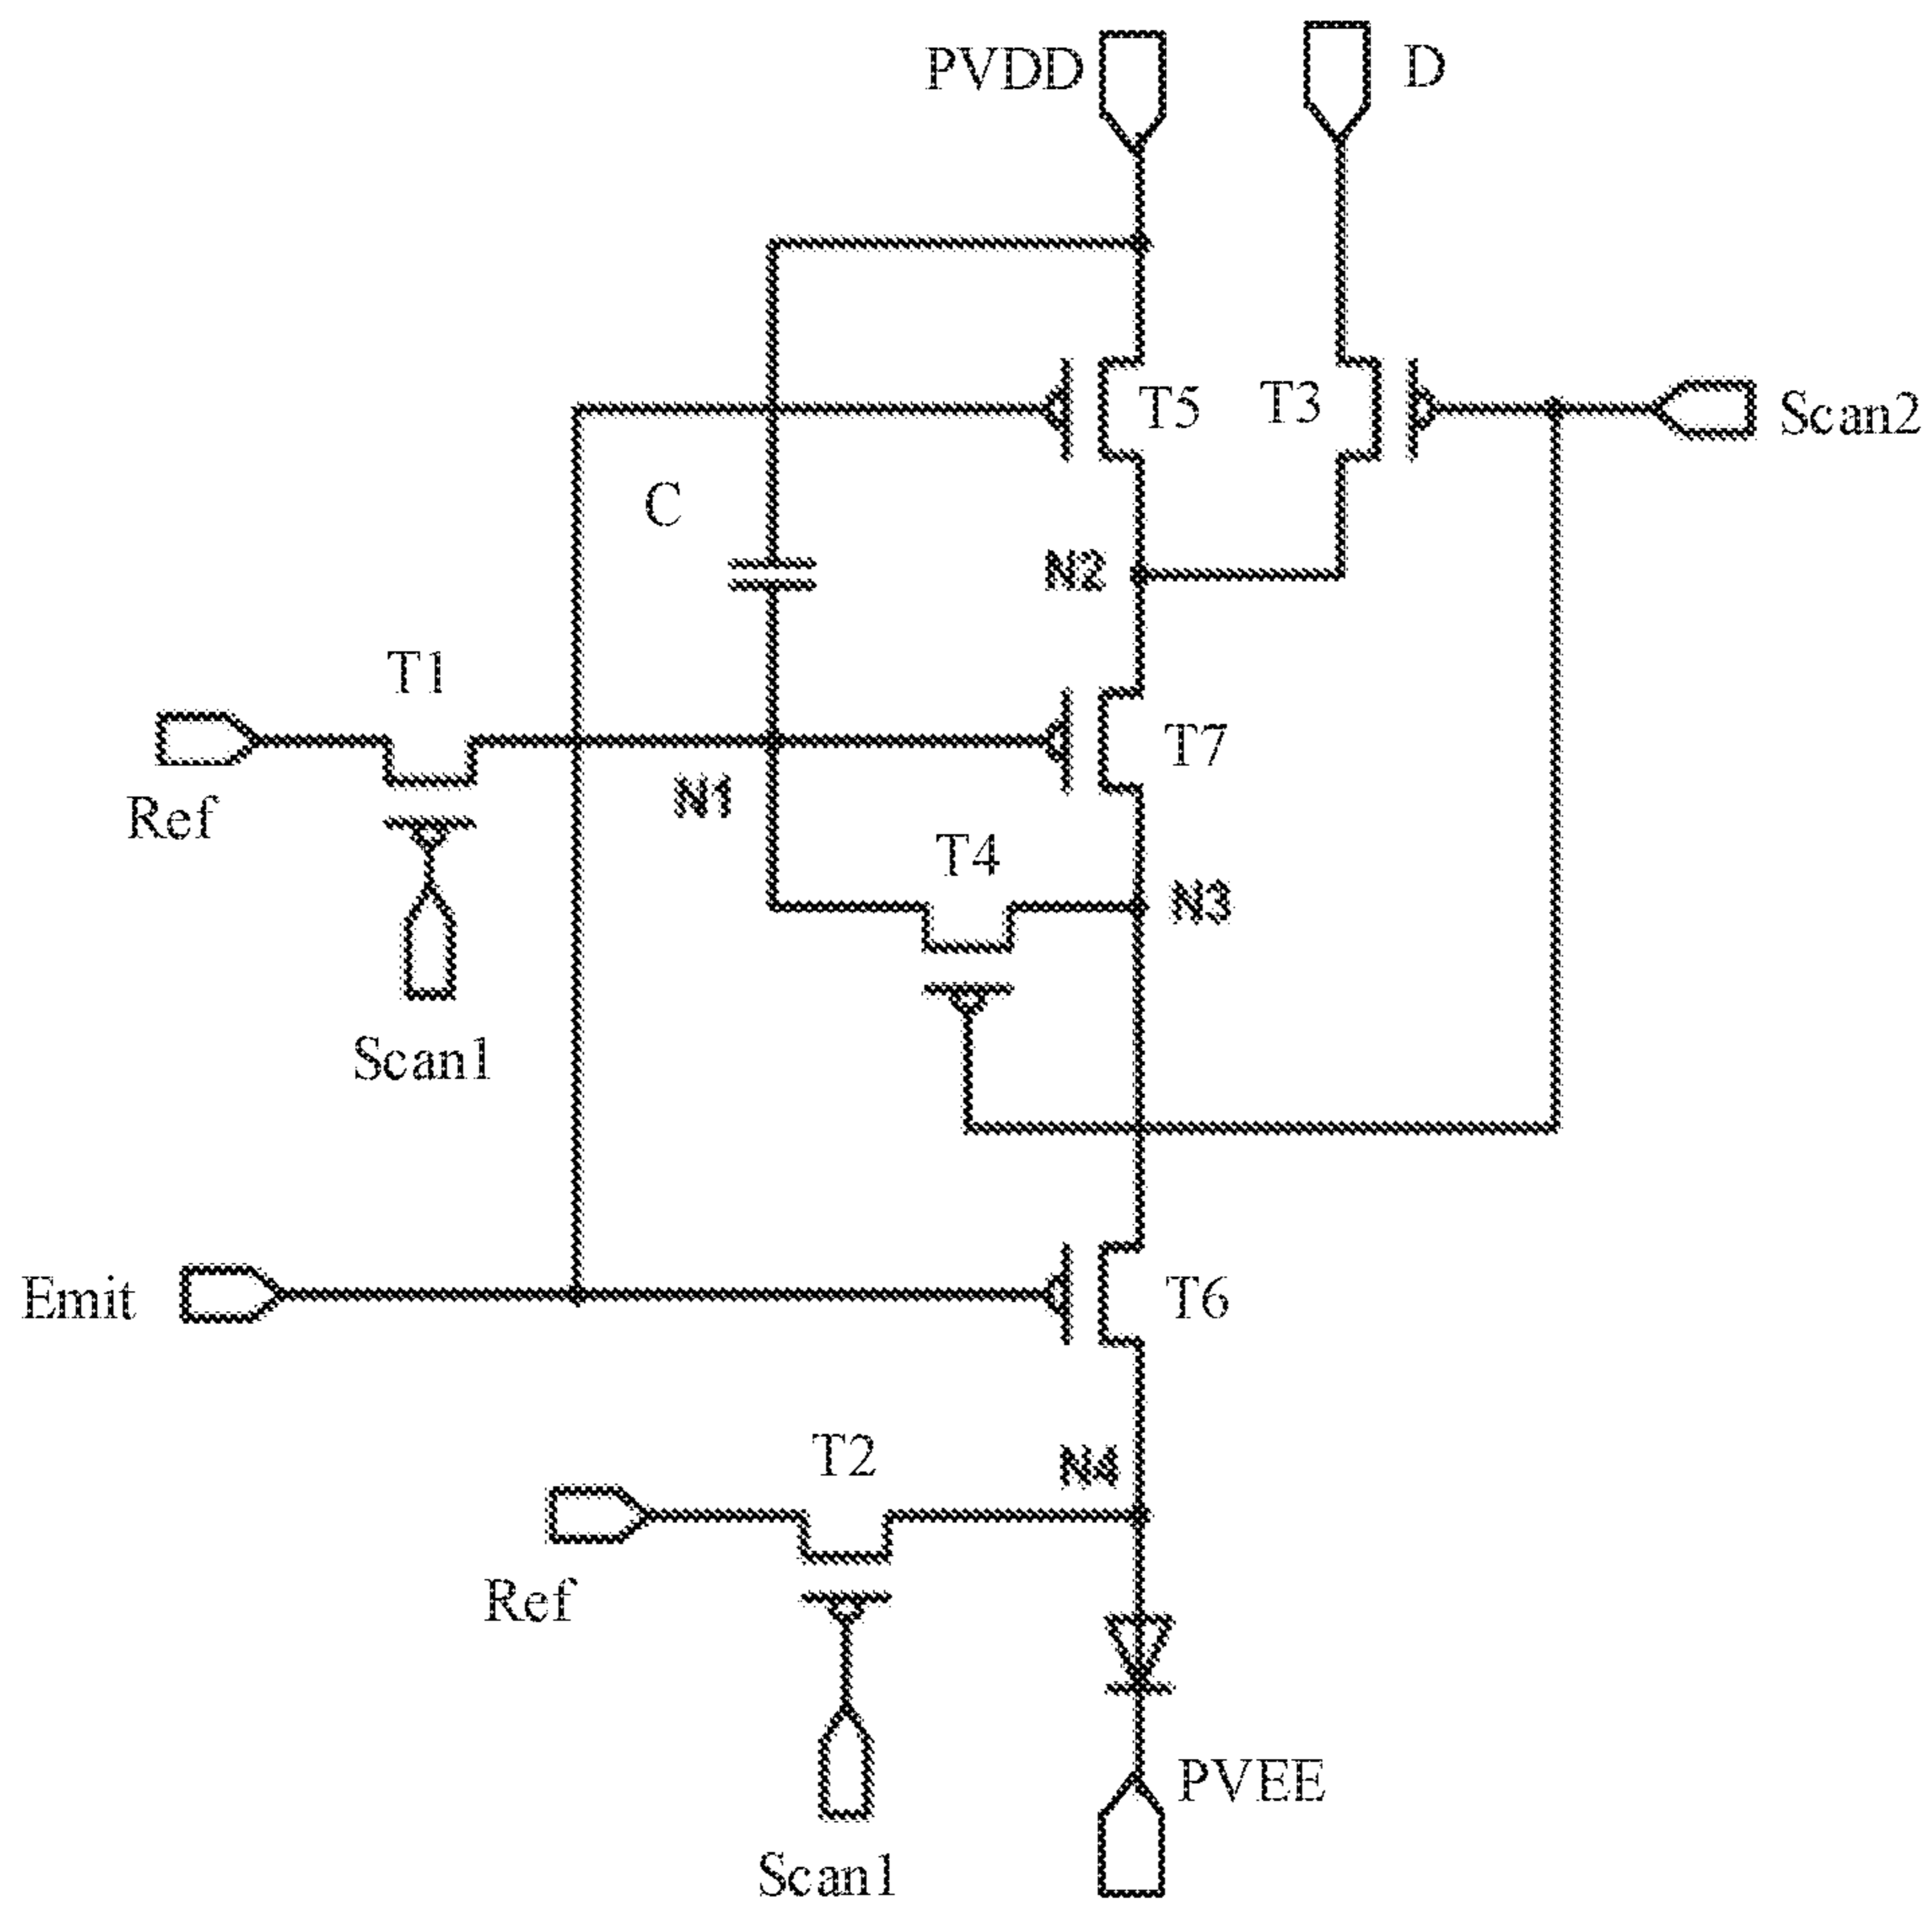 PVDD
D
T5
T3
Scan2
C
N2
T1
T7
Ref
N1
T4
N3
Scan1
Emit
T6
T2
N4
Ref
PVEE
Scan1